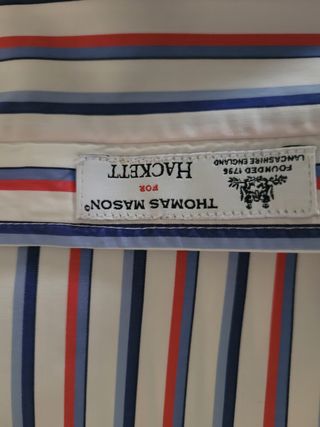 THOMAS MASON®
FOR
HACKETT
FOUNDED 1796
LANCASHIRE ENGLAND